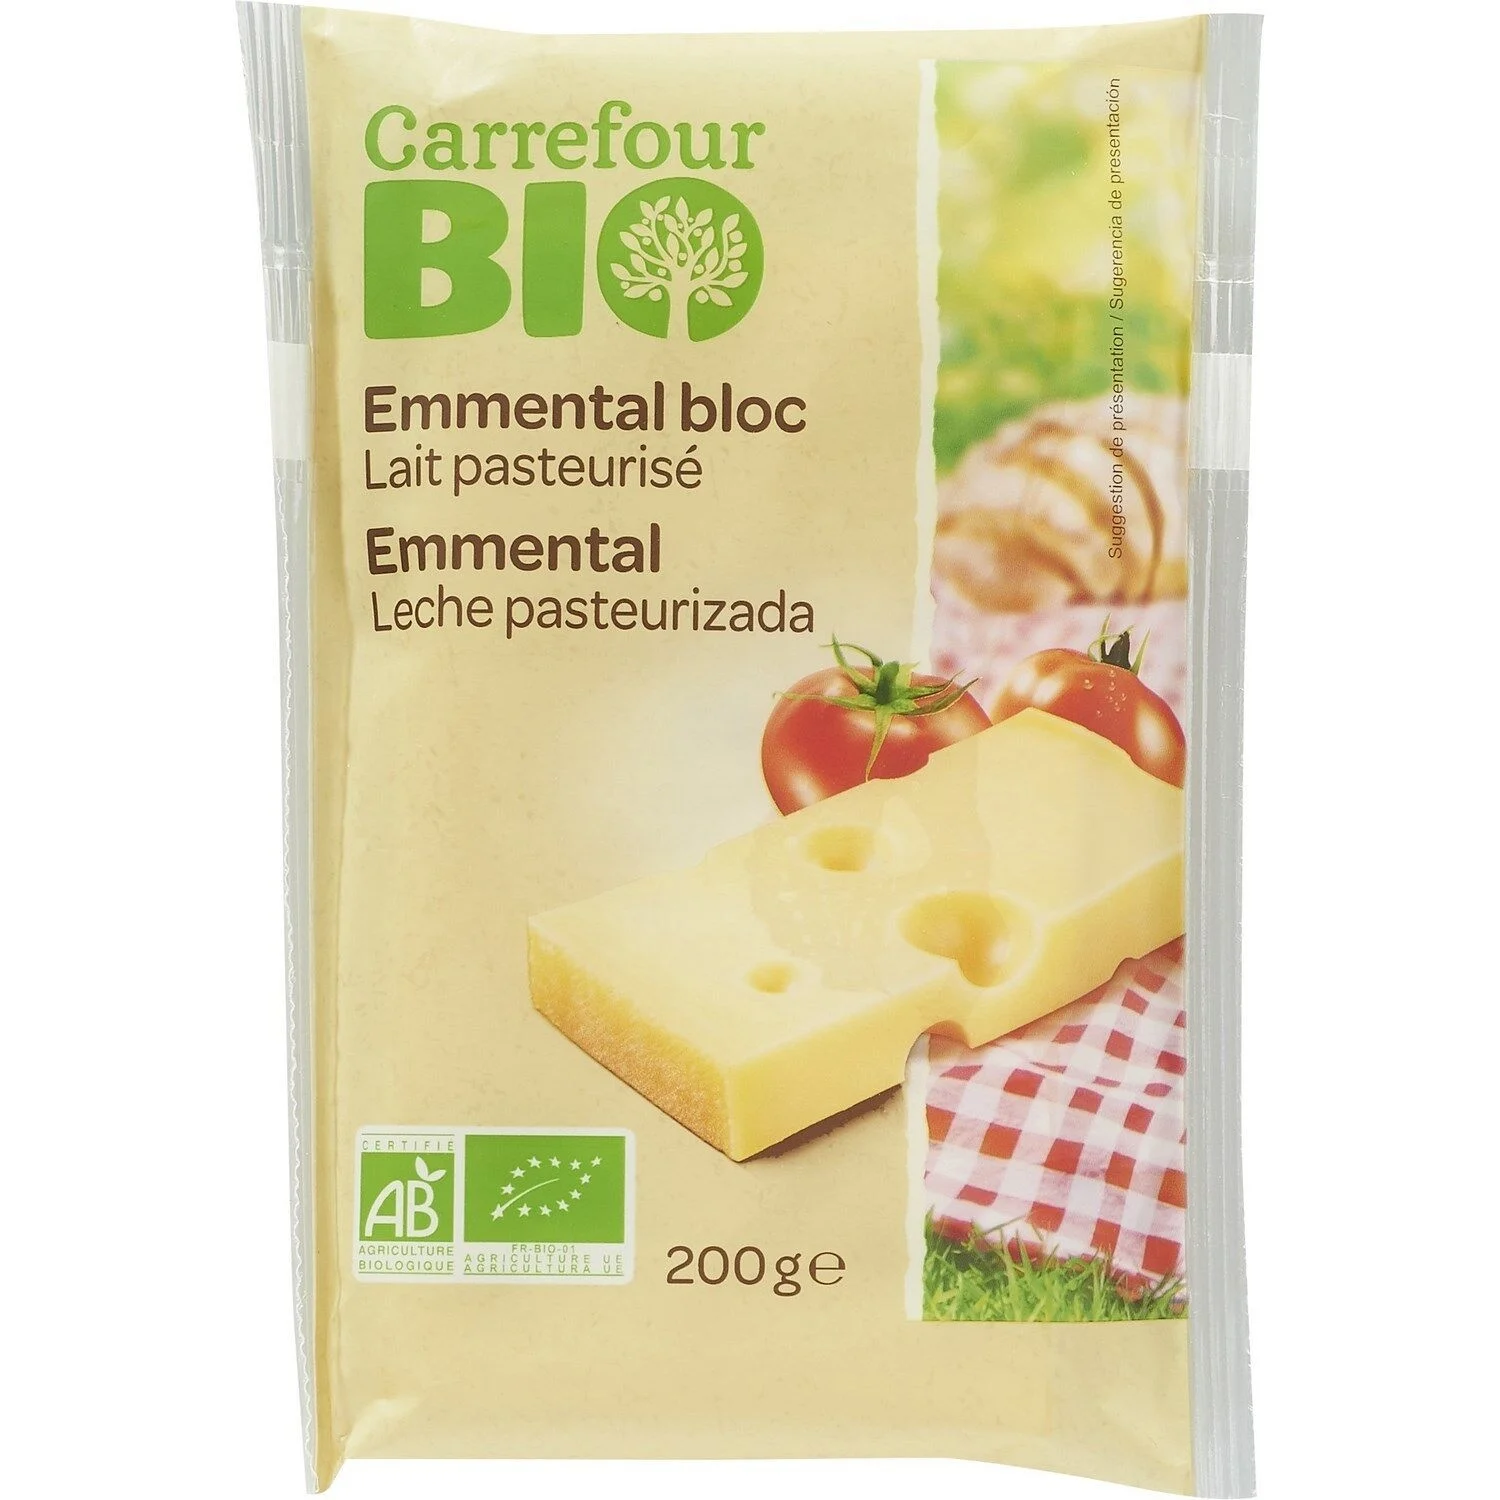 Carrefour
BIO
Emmental bloc
Lait pasteurisé
Emmental
Leche pasteurizada
Suggestion de présentation / Sugerencia de presentación
CERTIFIÉ
AB
AGRICULTURE
BIOLOGIQUE
FR-BIO-01
AGRICULTURE UE
AGRICULTURA UE
200g℮